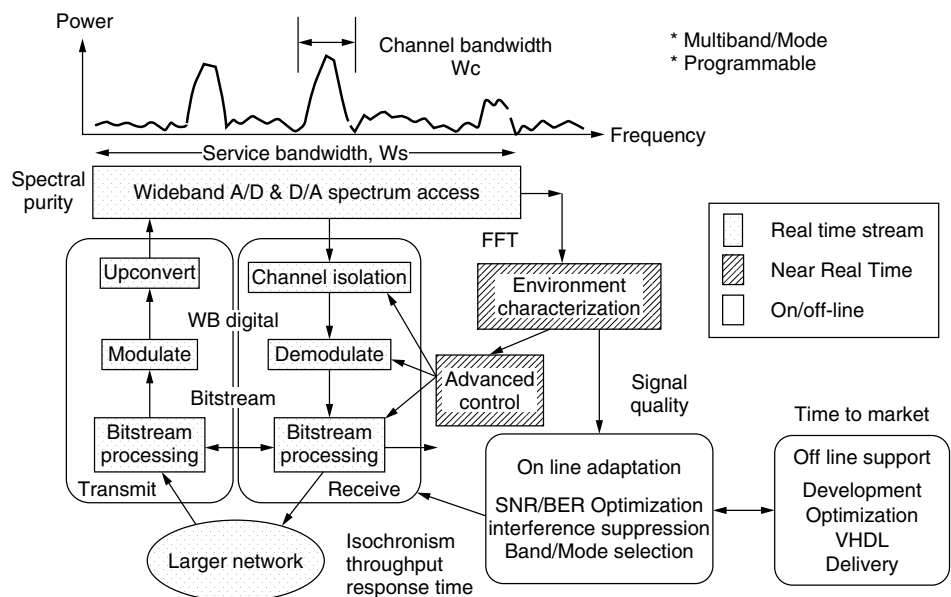 Power
Channel bandwidth
Wc
* Multiband/Mode
* Programmable
Frequency
Service bandwidth, Ws
Spectral
purity
Wideband A/D & D/A spectrum access
FFT
Real time stream
Near Real Time
On/off-line
Upconvert
Channel isolation
Environment
characterization
WB digital
Modulate
Demodulate
Advanced
control
Signal
quality
Bitstream
Time to market
Bitstream
processing
Bitstream
processing
Transmit
Receive
On line adaptation
SNR/BER Optimization
interference suppression
Band/Mode selection
Off line support
Development
Optimization
VHDL
Delivery
Larger network
Isochronism
throughput
response time